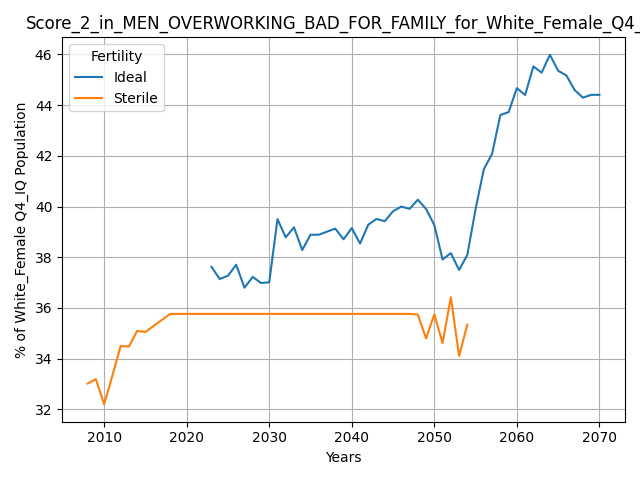 Score_2_in_MEN_OVERWORKING_BAD_FOR_FAMILY_for_White_Female_Q4_
Fertility
Ideal
Sterile
% of White_Female Q4_IQ Population
46
44
42
40
38
36
34
32
2010 2020 2030 2040 2050 2060 2070
Years